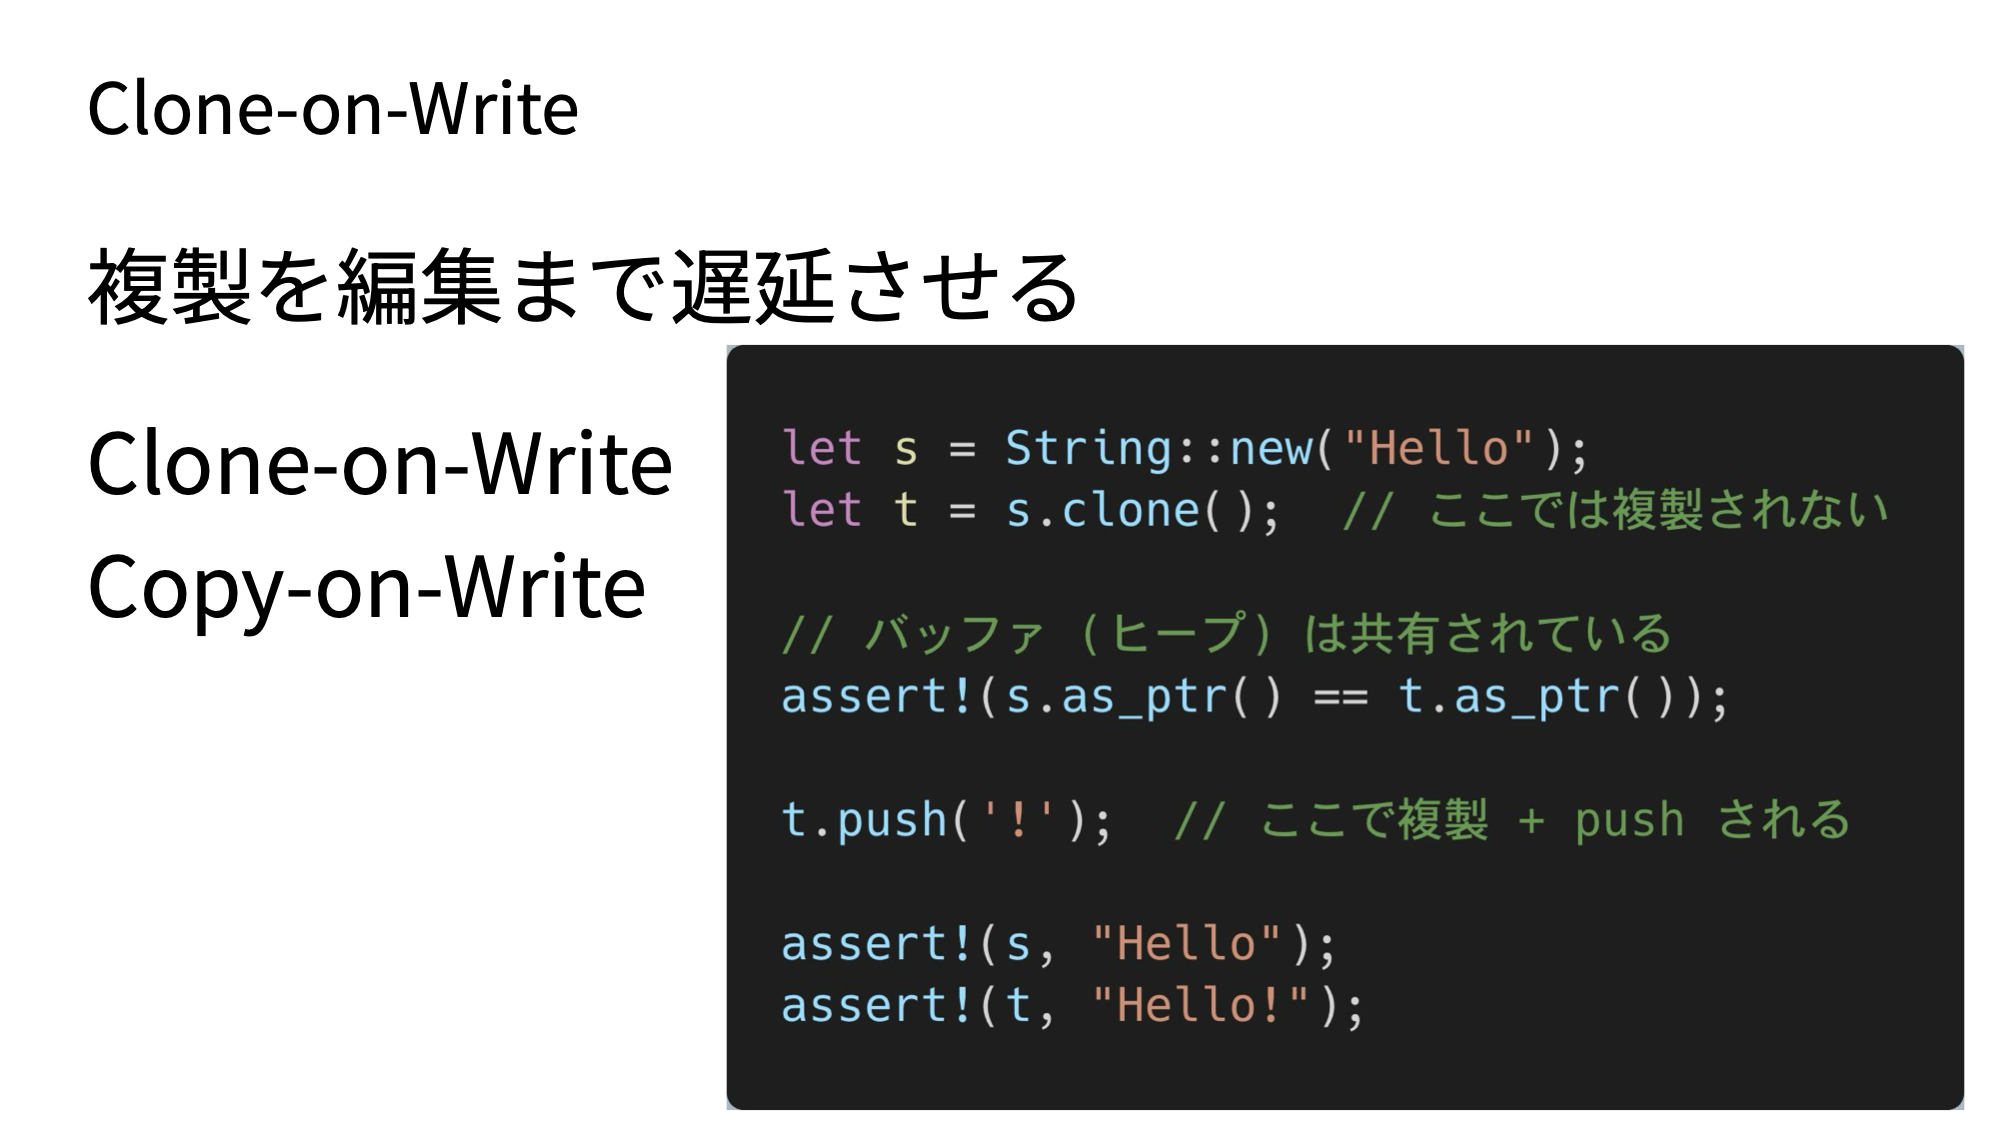 Clone-on-Write
複製を編集まで遅延させる
Clone-on-Write
Copy-on-Write
let s = String::new("Hello");
let t = s.clone();  // ここでは複製されない
// バッファ (ヒープ) は共有されている
assert!(s.as_ptr() == t.as_ptr());
t.push('!');  // ここで複製 + push される
assert!(s, "Hello");
assert!(t, "Hello!");